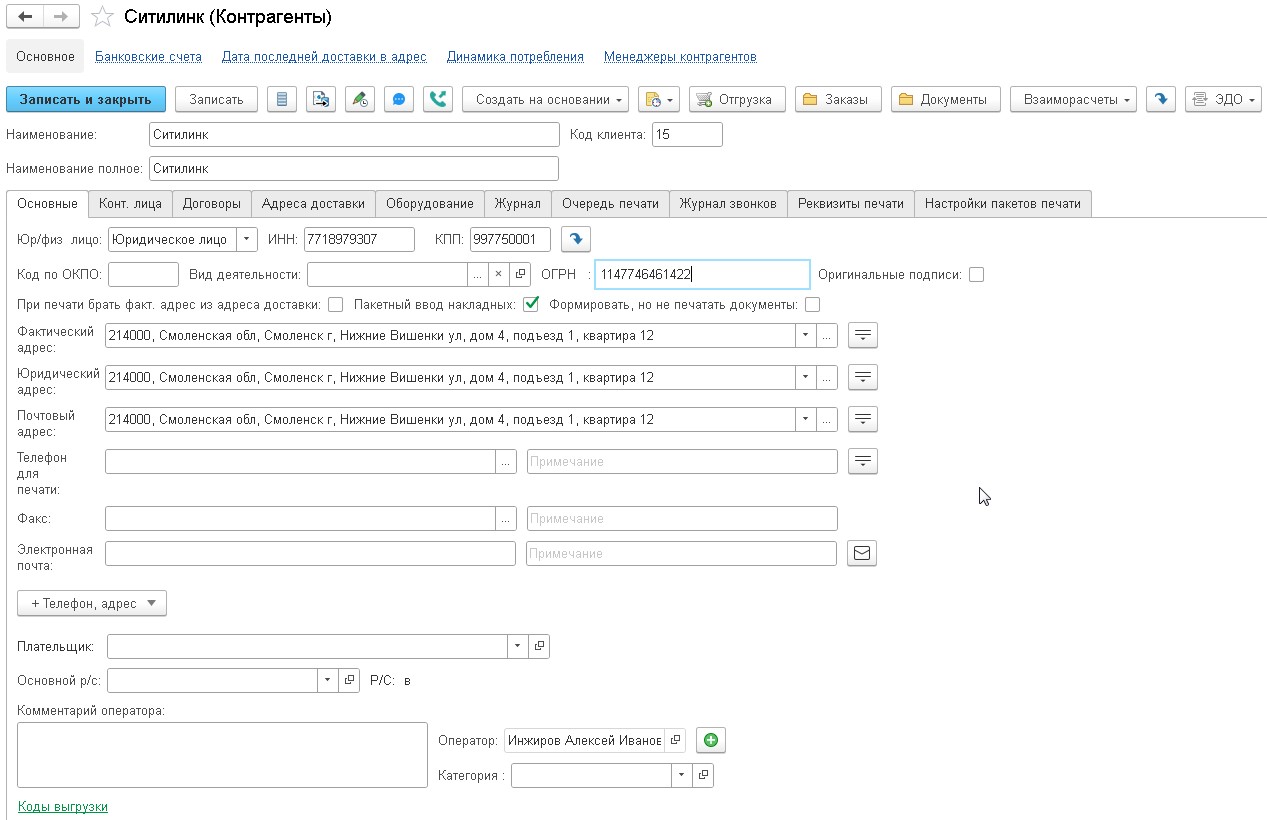 Ситилинк (Контрагенты)
Основное Банковские счета Дата последней доставки в адрес Динамика потребления Менеджеры контрагентов
Записать и закрыть Записать Создать на основании Отгрузка Заказы Документы Взаиморасчеты ЭДО
Наименование: Ситилинк Код клиента: 15
Наименование полное: Ситилинк
Основные Конт. лица Договоры Адреса доставки Оборудование Журнал Очередь печати Журнал звонков Реквизиты печати Настройки пакетов печати
Юр/физ лицо: Юридическое лицо ИНН: 7718979307 КПП: 997750001
Код по ОКПО: Вид деятельности: ... × ОГРН : 1147746461422 Оригинальные подписи:
При печати брать факт. адрес из адреса доставки: Пакетный ввод накладных: Формировать, но не печатать документы:
Фактический адрес: 214000, Смоленская обл, Смоленск г, Нижние Вишенки ул, дом 4, подъезд 1, квартира 12 ...
Юридический адрес: 214000, Смоленская обл, Смоленск г, Нижние Вишенки ул, дом 4, подъезд 1, квартира 12 ...
Почтовый адрес: 214000, Смоленская обл, Смоленск г, Нижние Вишенки ул, дом 4, подъезд 1, квартира 12 ...
Телефон для печати: ... Примечание
Факс: ... Примечание
Электронная почта: Примечание
+ Телефон, адрес
Плательщик:
Основной р/с: Р/С: в
Комментарий оператора:
Оператор: Инжиров Алексей Иванов
Категория :
Коды выгрузки